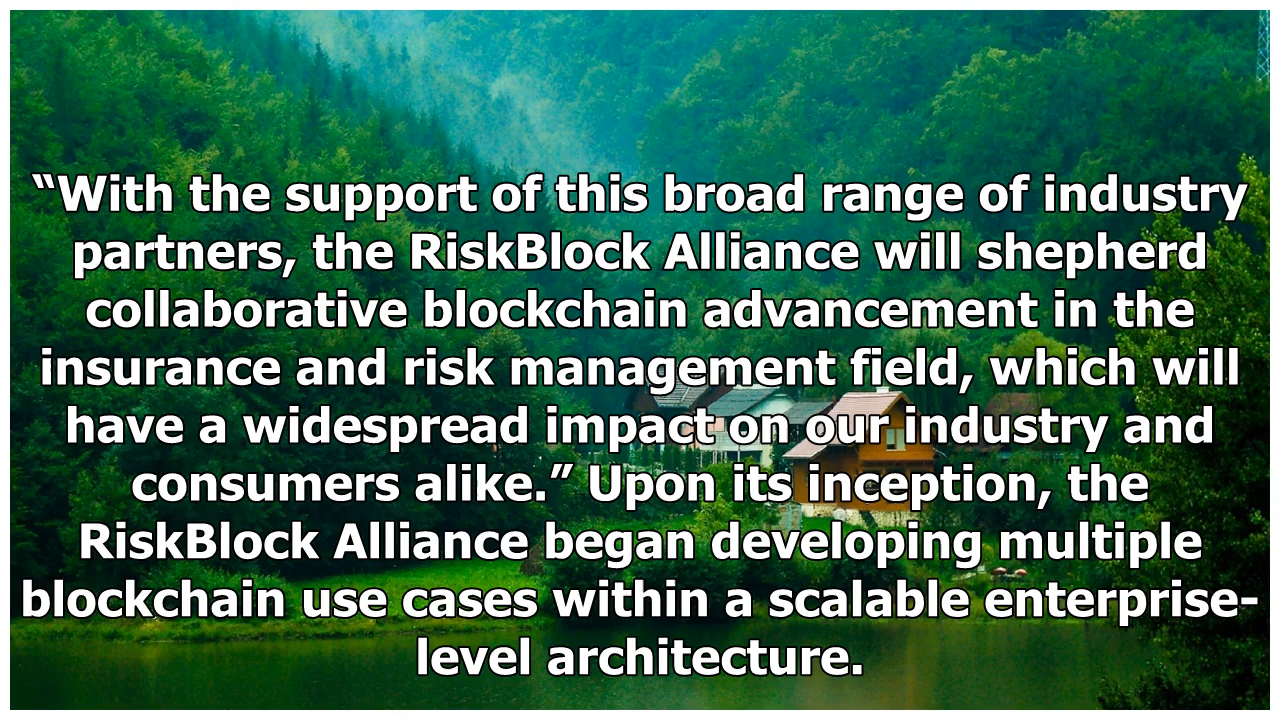 “With the support of this broad range of industry
partners, the RiskBlock Alliance will shepherd
collaborative blockchain advancement in the
insurance and risk management field, which will
have a widespread impact on our industry and
consumers alike.” Upon its inception, the
RiskBlock Alliance began developing multiple
blockchain use cases within a scalable enterprise-
level architecture.